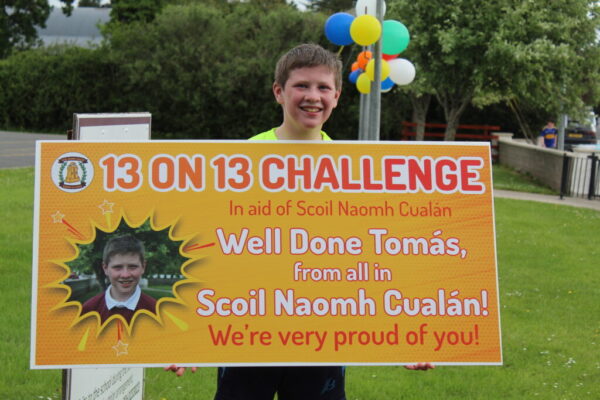 13 ON 13 CHALLENGE
In aid of Scoil Naomh Cualán
Well Done Tomás,
from all in
Scoil Naomh Cualán!
We're very proud of you!